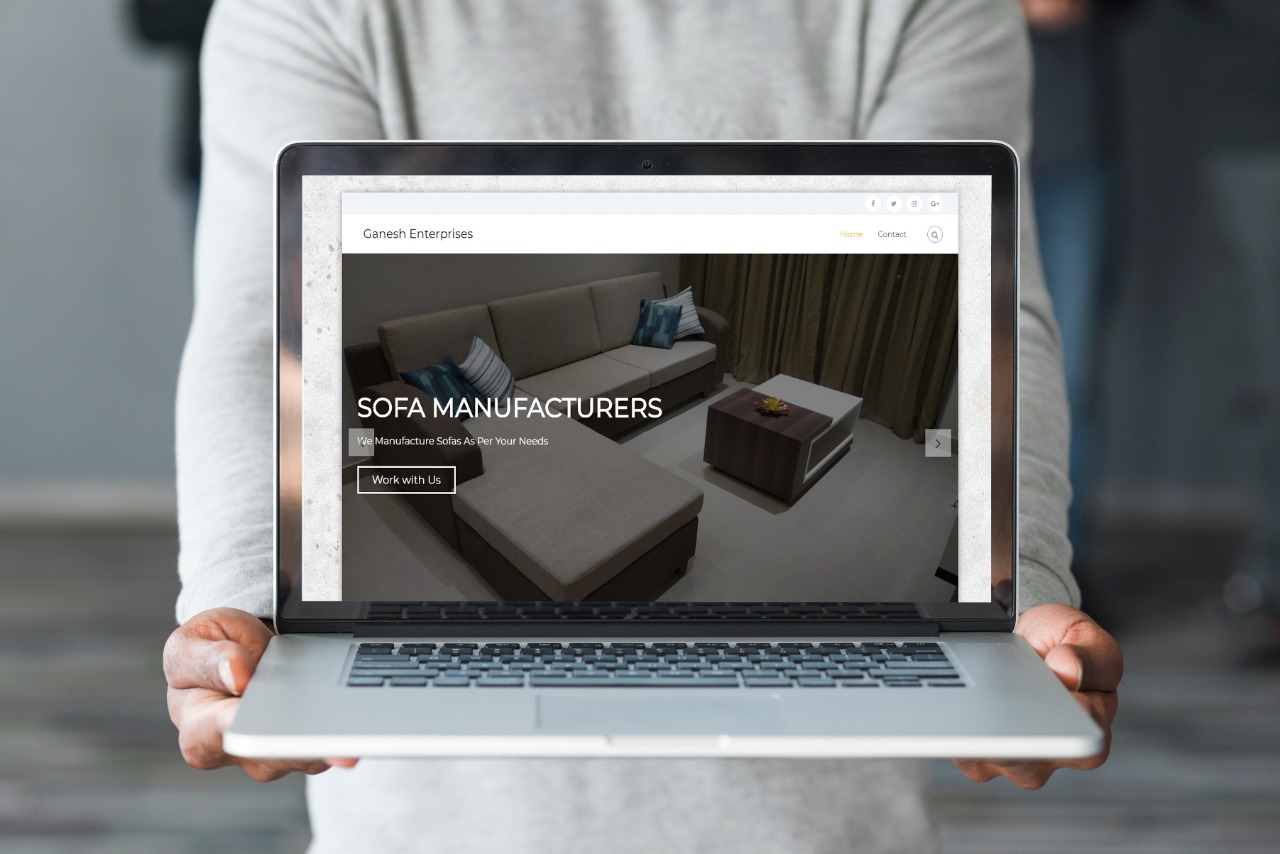 Ganesh Enterprises
Home Contact
SOFA MANUFACTURERS
We Manufacture Sofas As Per Your Needs
Work with Us